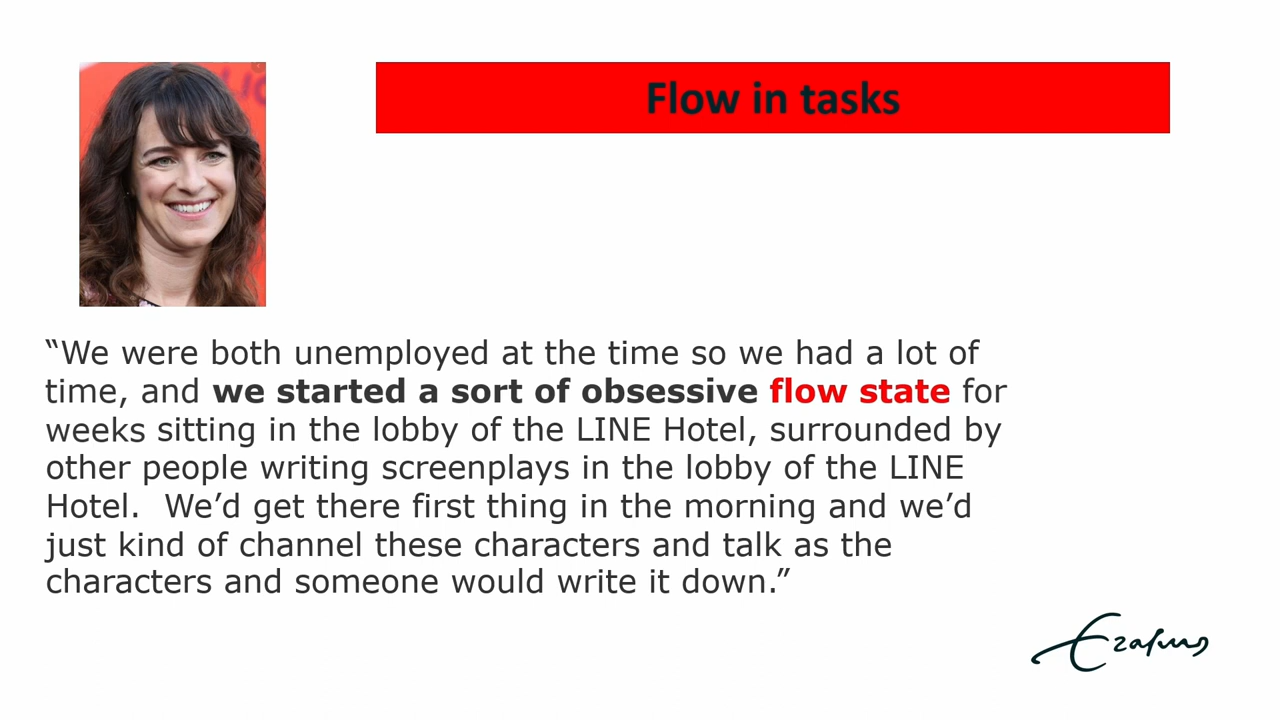 Flow in tasks
“We were both unemployed at the time so we had a lot of
time, and we started a sort of obsessive flow state for
weeks sitting in the lobby of the LINE Hotel, surrounded by
other people writing screenplays in the lobby of the LINE
Hotel.  We’d get there first thing in the morning and we’d
just kind of channel these characters and talk as the
characters and someone would write it down.”
Erasmus